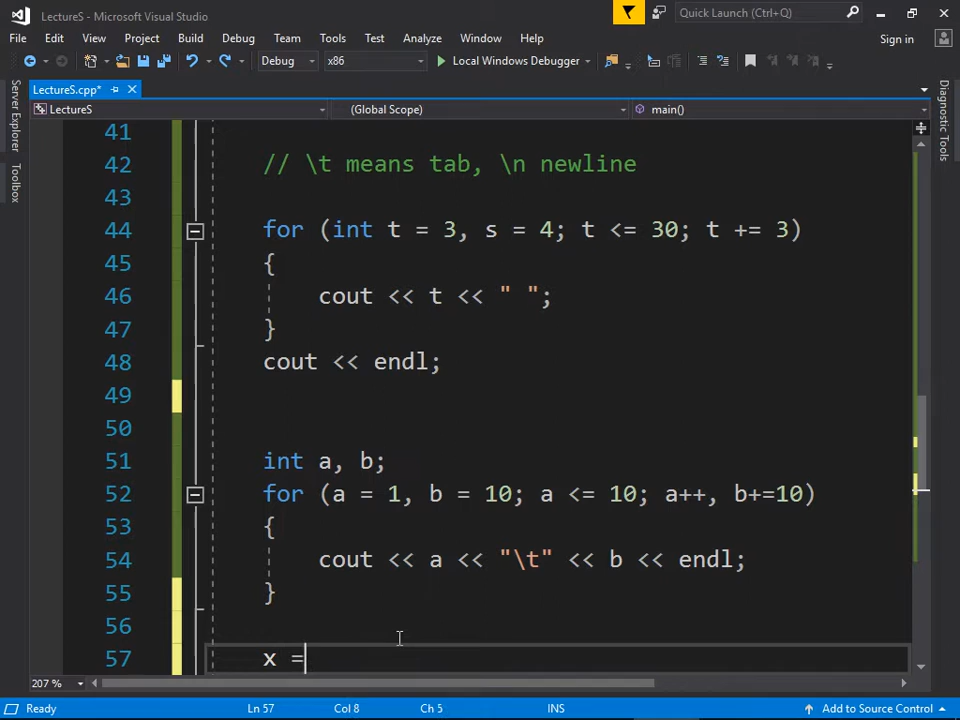 LectureS - Microsoft Visual Studio
Quick Launch (Ctrl+Q)
File Edit View Project Build Debug Team Tools Test Analyze Window Help Sign in
Debug x86 Local Windows Debugger
LectureS.cpp*
LectureS (Global Scope) main()
Server Explorer
Toolbox
Diagnostic Tools
41
42 // \t means tab, \n newline
43
44 for (int t = 3, s = 4; t <= 30; t += 3)
45 {
46 cout << t << " ";
47 }
48 cout << endl;
49
50
51 int a, b;
52 for (a = 1, b = 10; a <= 10; a++, b+=10)
53 {
54 cout << a << "\t" << b << endl;
55 }
56
57 x =
207 %
Ready Ln 57 Col 8 Ch 5 INS Add to Source Control